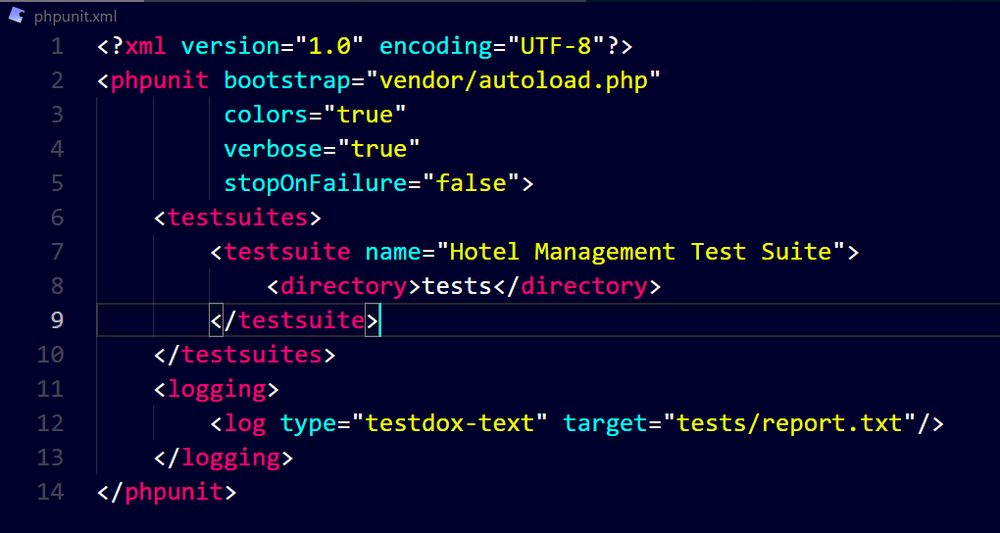 phpunit.xml
1 <?xml version="1.0" encoding="UTF-8"?>
2 <phpunit bootstrap="vendor/autoload.php"
3          colors="true"
4          verbose="true"
5          stopOnFailure="false">
6     <testsuites>
7         <testsuite name="Hotel Management Test Suite">
8             <directory>tests</directory>
9         </testsuite>
10     </testsuites>
11     <logging>
12         <log type="testdox-text" target="tests/report.txt"/>
13     </logging>
14 </phpunit>